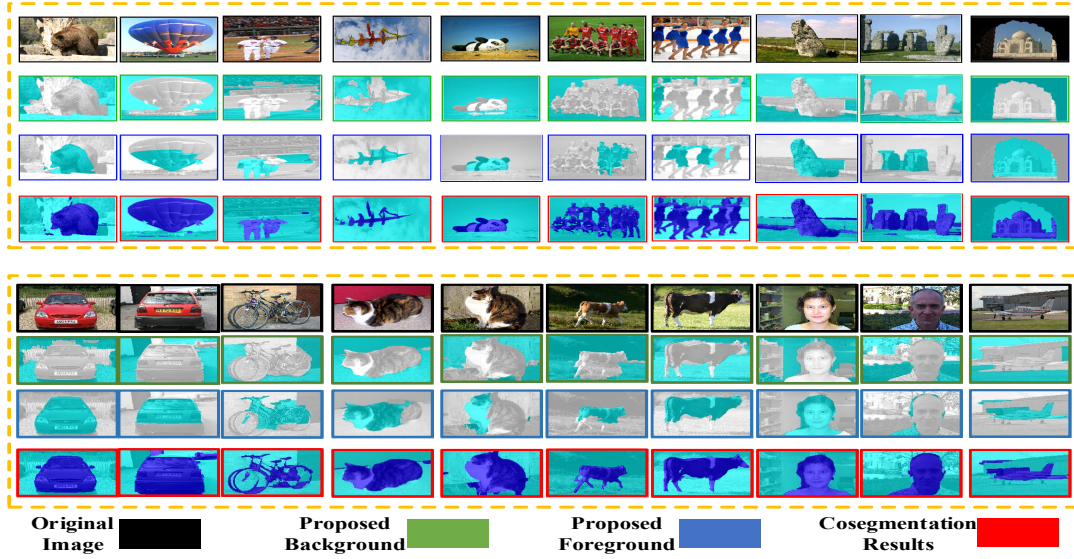 Original
Image
Proposed
Background
Proposed
Foreground
Cosegmentation
Results